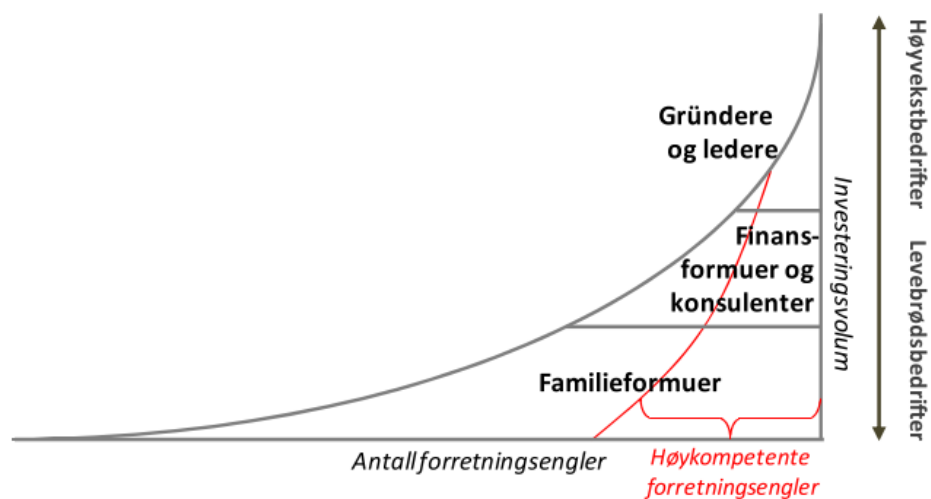 Gründere
og ledere
Finans-
formuer og
konsulenter
Familieformuer
Antall forretningsengler
Høykompetente
forretningsengler
Investeringsvolum
Høyvekstbedrifter
Levebrødsbedrifter